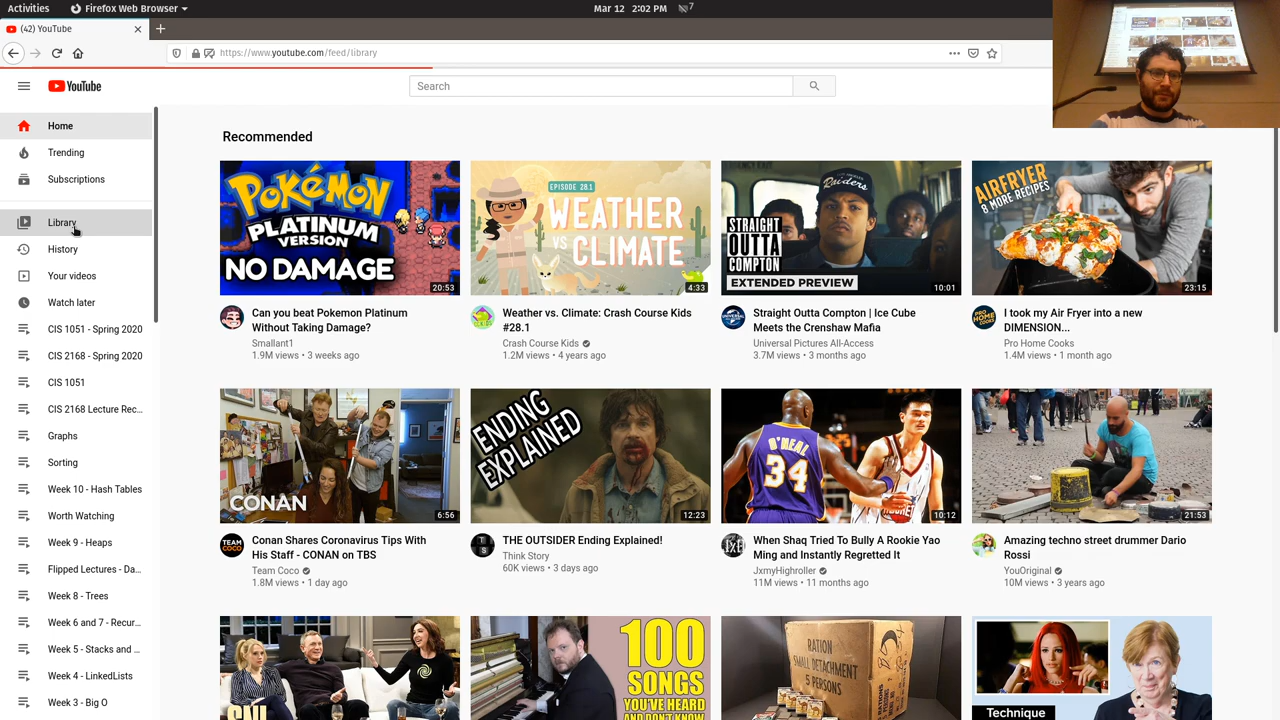 Activities
Firefox Web Browser
Mar 12 2:02 PM
7
(42) YouTube
https://www.youtube.com/feed/library
YouTube
Search
Home
Trending
Subscriptions
Library
History
Your videos
Watch later
CIS 1051 - Spring 2020
CIS 2168 - Spring 2020
CIS 1051
CIS 2168 Lecture Rec...
Graphs
Sorting
Week 10 - Hash Tables
Worth Watching
Week 9 - Heaps
Flipped Lectures - Da...
Week 8 - Trees
Week 6 and 7 - Recur...
Week 5 - Stacks and ...
Week 4 - LinkedLists
Week 3 - Big O
Recommended
POKéMON
PLATINUM
VERSION
NO DAMAGE
20:53
Can you beat Pokemon Platinum
Without Taking Damage?
Smallant1
1.9M views • 3 weeks ago
EPISODE 28.1
WEATHER
VS
CLIMATE
4:33
Weather vs. Climate: Crash Course Kids
#28.1
Crash Course Kids
1.2M views • 4 years ago
Raiders
STRAIGHT
OUTTA
COMPTON
EXTENDED PREVIEW
10:01
Straight Outta Compton | Ice Cube
Meets the Crenshaw Mafia
Universal Pictures All-Access
3.7M views • 3 months ago
AIRFRYER
8 MORE RECIPES
23:15
I took my Air Fryer into a new
DIMENSION...
Pro Home Cooks
1.4M views • 1 month ago
CONAN
6:56
TEAM
COCO
Conan Shares Coronavirus Tips With
His Staff - CONAN on TBS
Team Coco
1.8M views • 1 day ago
ENDING
EXPLAINED
12:23
THE OUTSIDER Ending Explained!
Think Story
60K views • 3 days ago
O'NEAL
34
10:12
When Shaq Tried To Bully A Rookie Yao
Ming and Instantly Regretted It
JxmyHighroller
11M views • 11 months ago
21:53
Amazing techno street drummer Dario
Rossi
YouOriginal
10M views • 3 years ago
SNL
100
SONGS
YOU'VE HEARD
AND DON'T KNOW
RATION
SMALL DETACHMENT
5 PERSONS
Technique